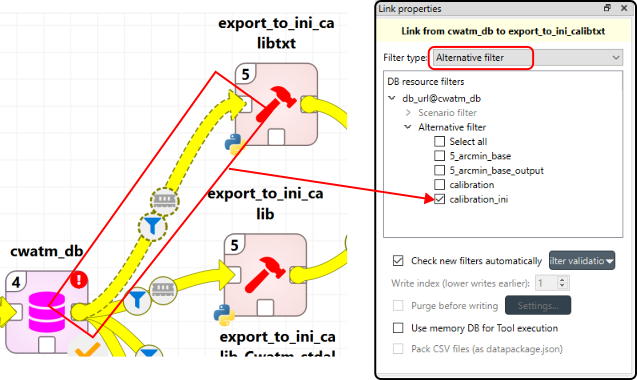 export_to_ini_ca
libtxt
5
export_to_ini_ca
lib
5
cwatm_db
4
export_to_ini_ca
Link properties
Link from cwatm_db to export_to_ini_calibtxt
Filter type: Alternative filter
DB resource filters
db_url@cwatm_db
Scenario filter
Alternative filter
Select all
5_arcmin_base
5_arcmin_base_output
calibration
calibration_ini
Check new filters automatically
Filter validatio
Write index (lower writes earlier): 1
Purge before writing Settings...
Use memory DB for Tool execution
Pack CSV files (as datapackage.json)